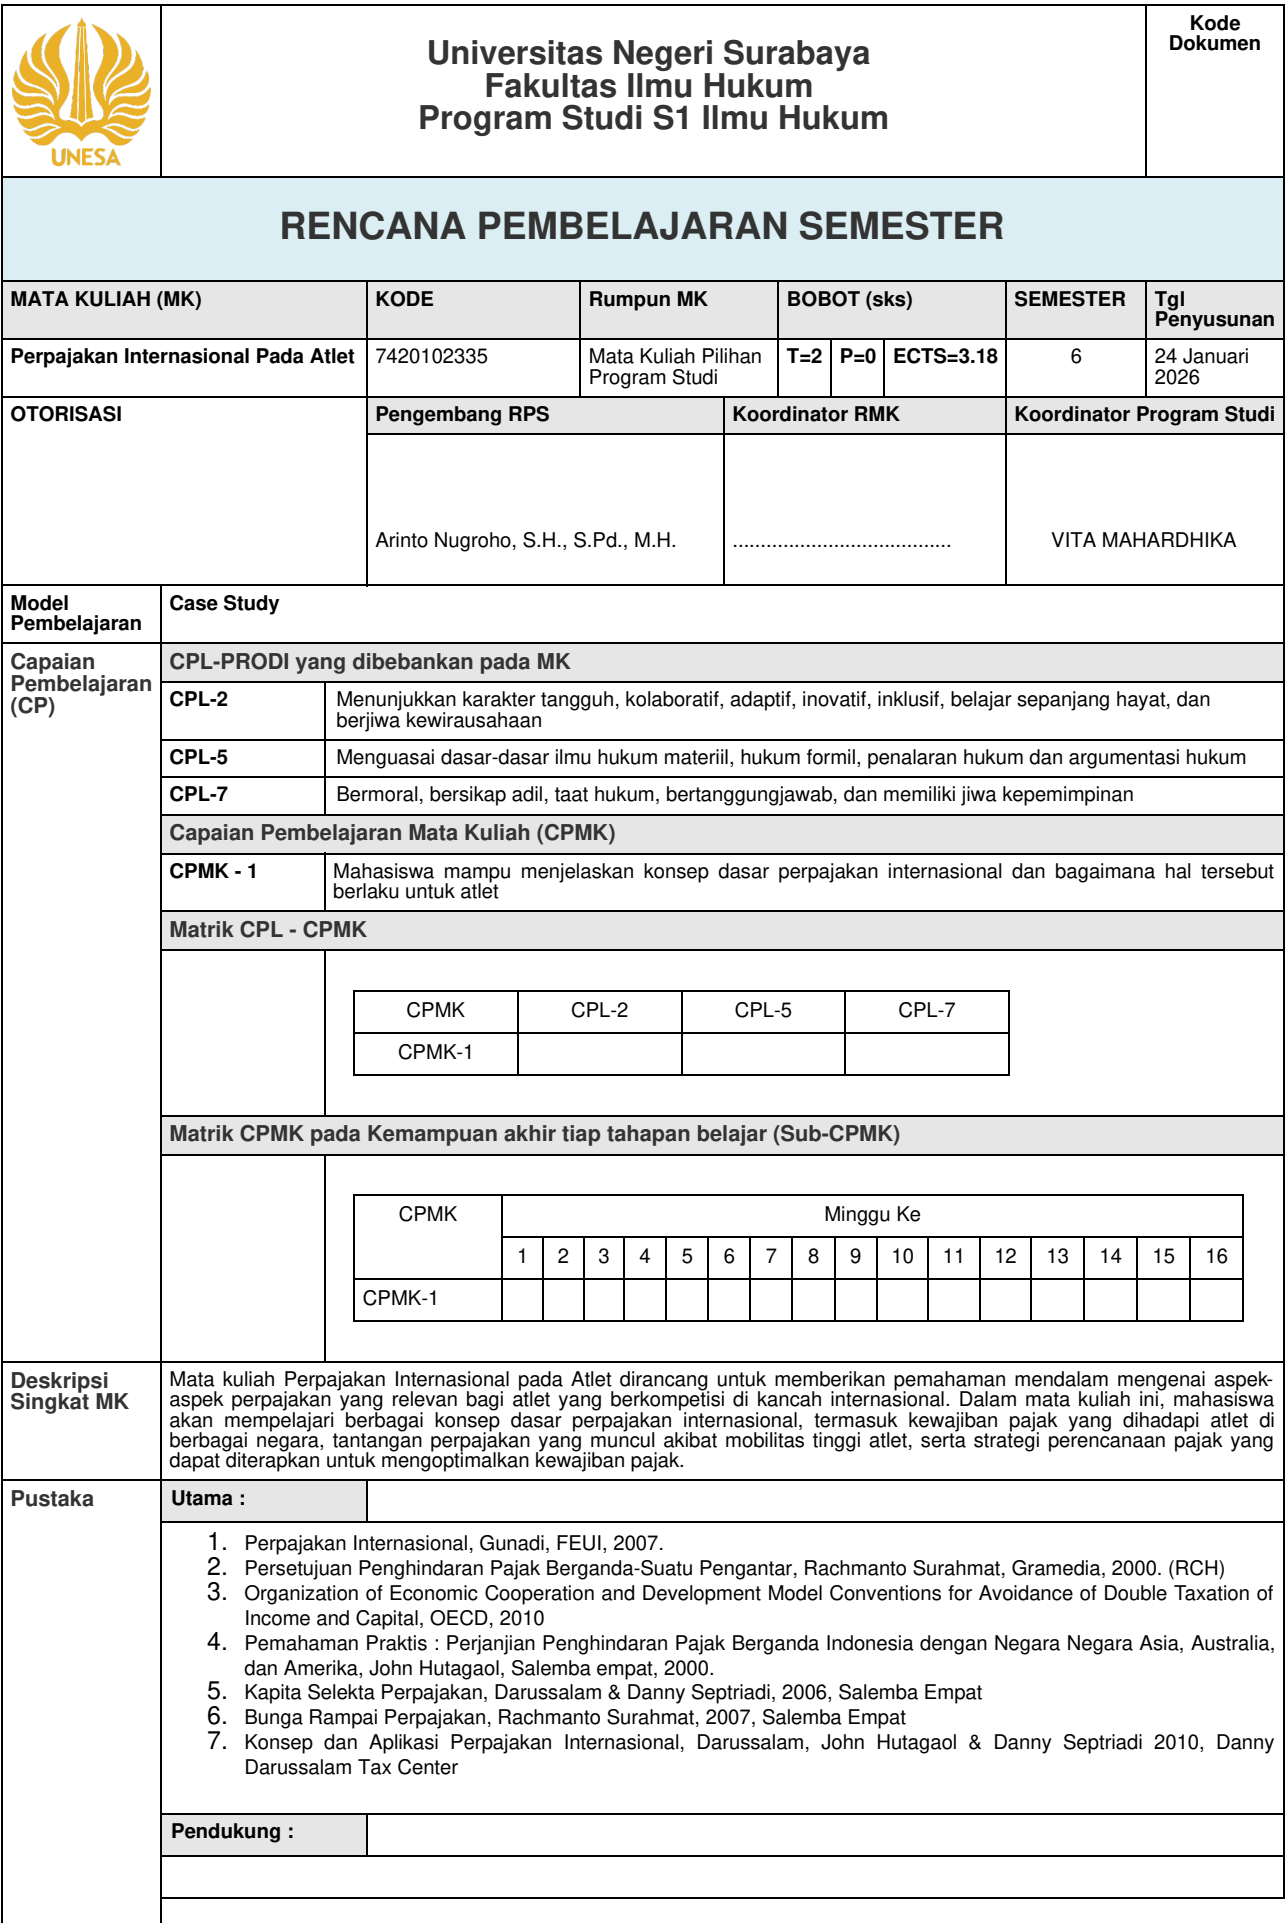 UNESA
Universitas Negeri Surabaya
Fakultas Ilmu Hukum
Program Studi S1 Ilmu Hukum
Kode
Dokumen
RENCANA PEMBELAJARAN SEMESTER
MATA KULIAH (MK) KODE Rumpun MK BOBOT (sks) SEMESTER Tgl
Penyusunan
Perpajakan Internasional Pada Atlet 7420102335 Mata Kuliah Pilihan T=2 P=0 ECTS=3.18 6 24 Januari
Program Studi 2026
OTORISASI Pengembang RPS Koordinator RMK Koordinator Program Studi
Arinto Nugroho, S.H., S.Pd., M.H. ....................................... VITA MAHARDHIKA
Model
Pembelajaran
Case Study
Capaian
Pembelajaran
(CP)
CPL-PRODI yang dibebankan pada MK
CPL-2 Menunjukkan karakter tangguh, kolaboratif, adaptif, inovatif, inklusif, belajar sepanjang hayat, dan
berjiwa kewirausahaan
CPL-5 Menguasai dasar-dasar ilmu hukum materiil, hukum formil, penalaran hukum dan argumentasi hukum
CPL-7 Bermoral, bersikap adil, taat hukum, bertanggungjawab, dan memiliki jiwa kepemimpinan
Capaian Pembelajaran Mata Kuliah (CPMK)
CPMK - 1 Mahasiswa mampu menjelaskan konsep dasar perpajakan internasional dan bagaimana hal tersebut
berlaku untuk atlet
Matrik CPL - CPMK
CPMK CPL-2 CPL-5 CPL-7
CPMK-1
Matrik CPMK pada Kemampuan akhir tiap tahapan belajar (Sub-CPMK)
CPMK Minggu Ke
1 2 3 4 5 6 7 8 9 10 11 12 13 14 15 16
CPMK-1
Deskripsi
Singkat MK
Mata kuliah Perpajakan Internasional pada Atlet dirancang untuk memberikan pemahaman mendalam mengenai aspek-
aspek perpajakan yang relevan bagi atlet yang berkompetisi di kancah internasional. Dalam mata kuliah ini, mahasiswa
akan mempelajari berbagai konsep dasar perpajakan internasional, termasuk kewajiban pajak yang dihadapi atlet di
berbagai negara, tantangan perpajakan yang muncul akibat mobilitas tinggi atlet, serta strategi perencanaan pajak yang
dapat diterapkan untuk mengoptimalkan kewajiban pajak.
Pustaka
Utama :
1. Perpajakan Internasional, Gunadi, FEUI, 2007.
2. Persetujuan Penghindaran Pajak Berganda-Suatu Pengantar, Rachmanto Surahmat, Gramedia, 2000. (RCH)
3. Organization of Economic Cooperation and Development Model Conventions for Avoidance of Double Taxation of
Income and Capital, OECD, 2010
4. Pemahaman Praktis : Perjanjian Penghindaran Pajak Berganda Indonesia dengan Negara Negara Asia, Australia,
dan Amerika, John Hutagaol, Salemba empat, 2000.
5. Kapita Selekta Perpajakan, Darussalam & Danny Septriadi, 2006, Salemba Empat
6. Bunga Rampai Perpajakan, Rachmanto Surahmat, 2007, Salemba Empat
7. Konsep dan Aplikasi Perpajakan Internasional, Darussalam, John Hutagaol & Danny Septriadi 2010, Danny
Darussalam Tax Center
Pendukung :